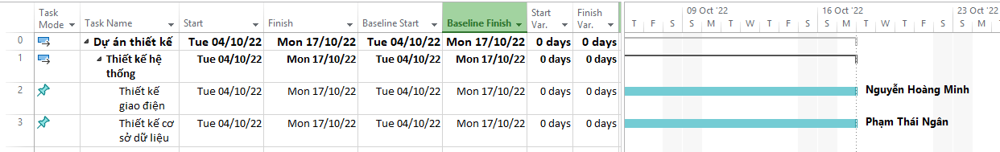 Task Mode Task Name Start Finish Baseline Start Baseline Finish Start Var. Finish Var. 09 Oct '22 16 Oct '22 23 Oct '22
T F S S M T W T F S S M T W T F S S M
0 Dự án thiết kế Tue 04/10/22 Mon 17/10/22 Tue 04/10/22 Mon 17/10/22 0 days 0 days
1 Thiết kế hệ thống Tue 04/10/22 Mon 17/10/22 Tue 04/10/22 Mon 17/10/22 0 days 0 days
2 Thiết kế giao điện Tue 04/10/22 Mon 17/10/22 Tue 04/10/22 Mon 17/10/22 0 days 0 days Nguyễn Hoàng Minh
3 Thiết kế cơ sở dữ liệu Tue 04/10/22 Mon 17/10/22 Tue 04/10/22 Mon 17/10/22 0 days 0 days Phạm Thái Ngân